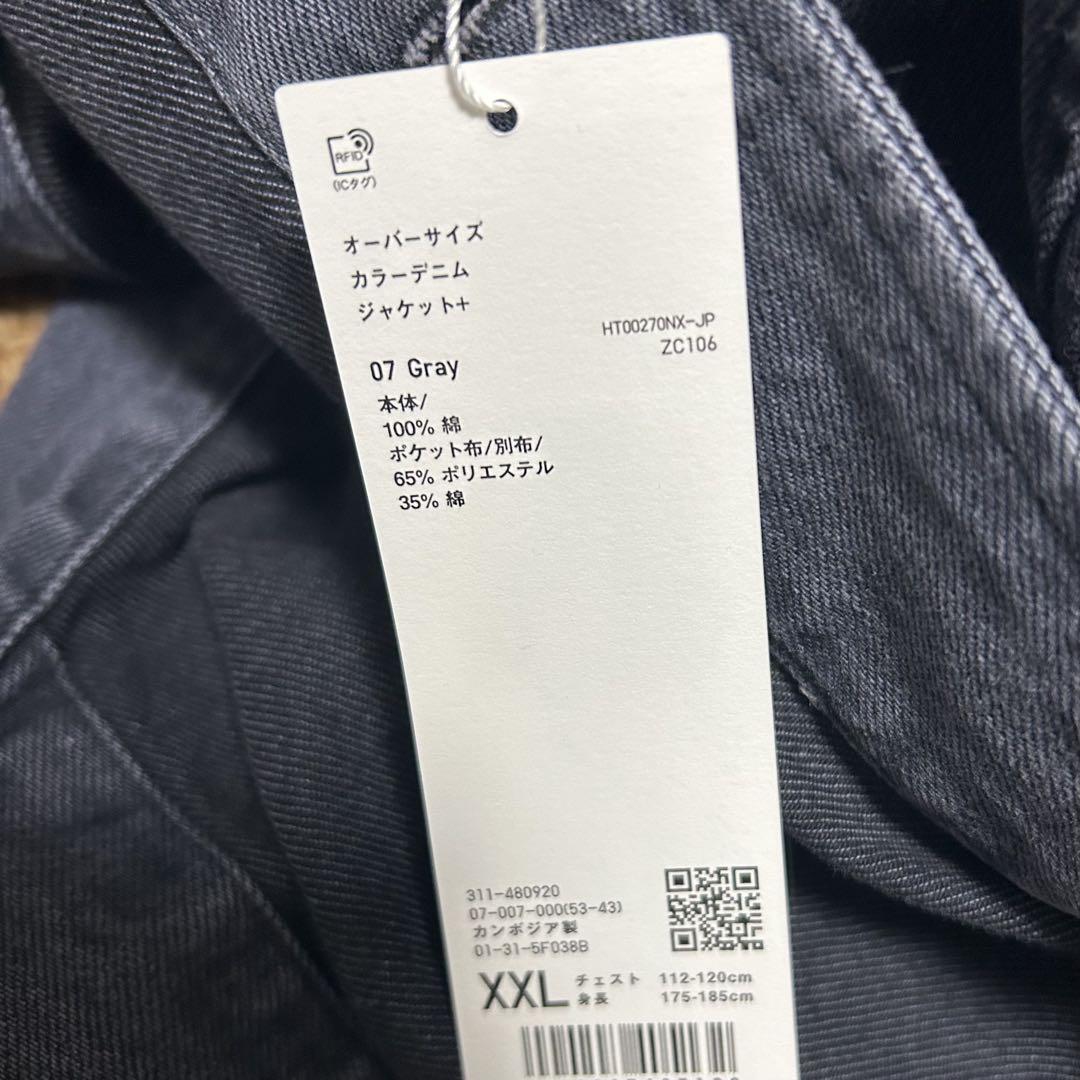 RFID
(ICタグ)
オーバーサイズ
カラーデニム
ジャケット+
HT00270NX-JP
ZC106
07 Gray
本体/
100% 綿
ポケット布/別布/
65% ポリエステル
35% 綿
311-480920
07-007-000(53-43)
カンボジア製
01-31-5F038B
XXL チェスト 112-120cm
身長 175-185cm